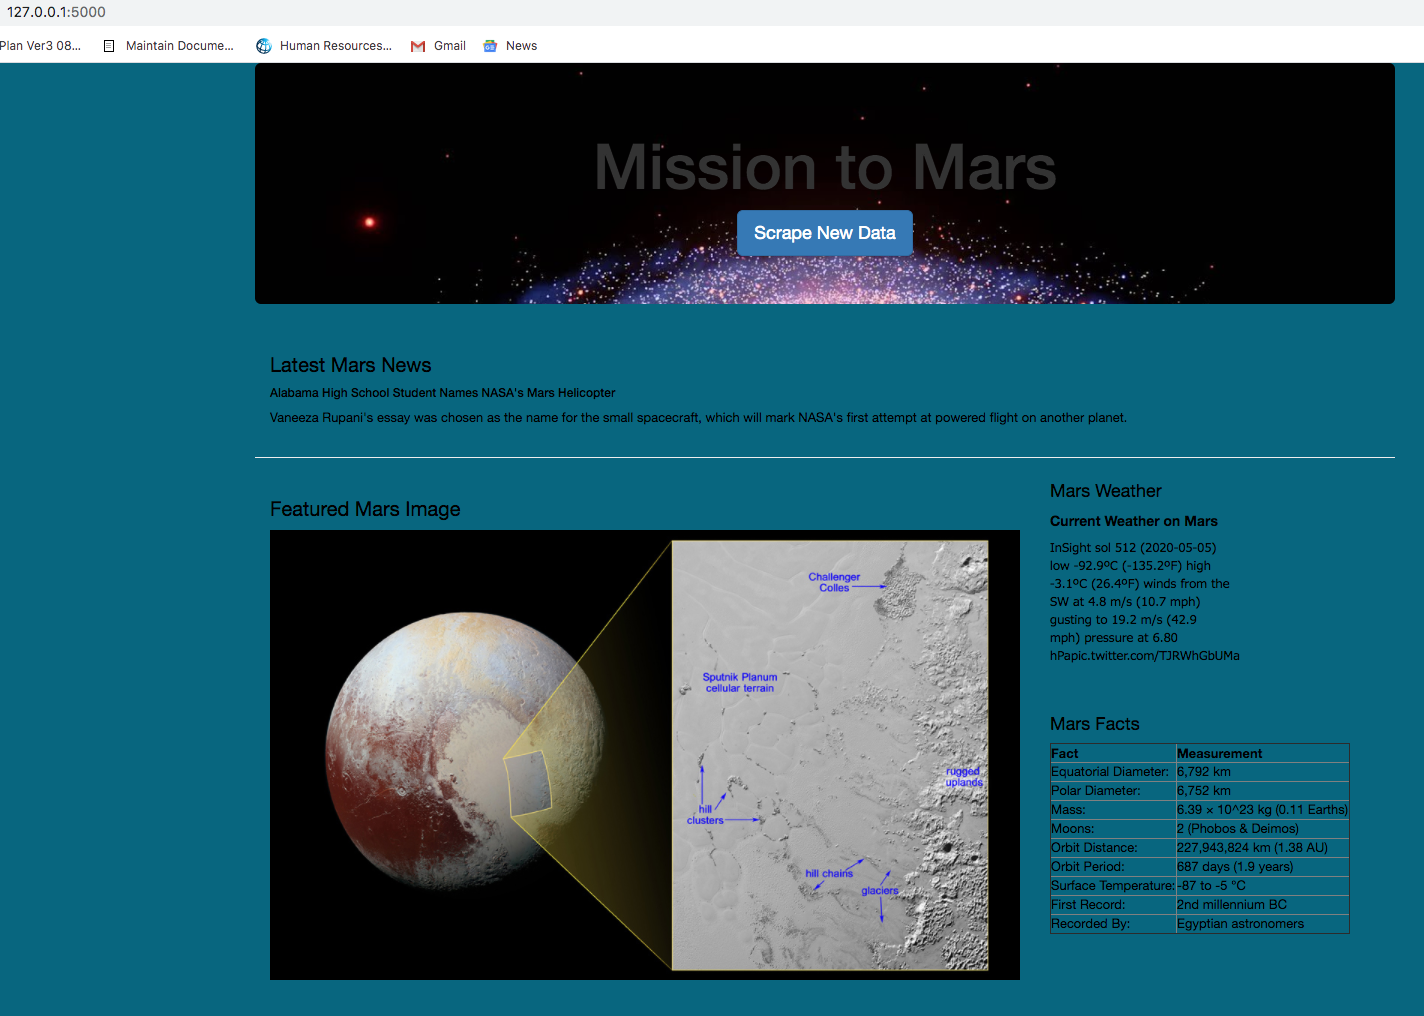 127.0.0.1:5000
Plan Ver3 08...
Maintain Docume...
Human Resources...
Gmail
News
Mission to Mars
Scrape New Data
Latest Mars News
Alabama High School Student Names NASA's Mars Helicopter
Vaneeza Rupani's essay was chosen as the name for the small spacecraft, which will mark NASA's first attempt at powered flight on another planet.
Featured Mars Image
Challenger
Colles
Sputnik Planum
cellular terrain
rugged
uplands
hill
clusters
hill chains
glaciers
Mars Weather
Current Weather on Mars
InSight sol 512 (2020-05-05)
low -92.9ºC (-135.2ºF) high
-3.1ºC (26.4ºF) winds from the
SW at 4.8 m/s (10.7 mph)
gusting to 19.2 m/s (42.9
mph) pressure at 6.80
hPapic.twitter.com/TJRWhGbUMa
Mars Facts
Fact Measurement
Equatorial Diameter: 6,792 km
Polar Diameter: 6,752 km
Mass: 6.39 × 10^23 kg (0.11 Earths)
Moons: 2 (Phobos & Deimos)
Orbit Distance: 227,943,824 km (1.38 AU)
Orbit Period: 687 days (1.9 years)
Surface Temperature: -87 to -5 °C
First Record: 2nd millennium BC
Recorded By: Egyptian astronomers